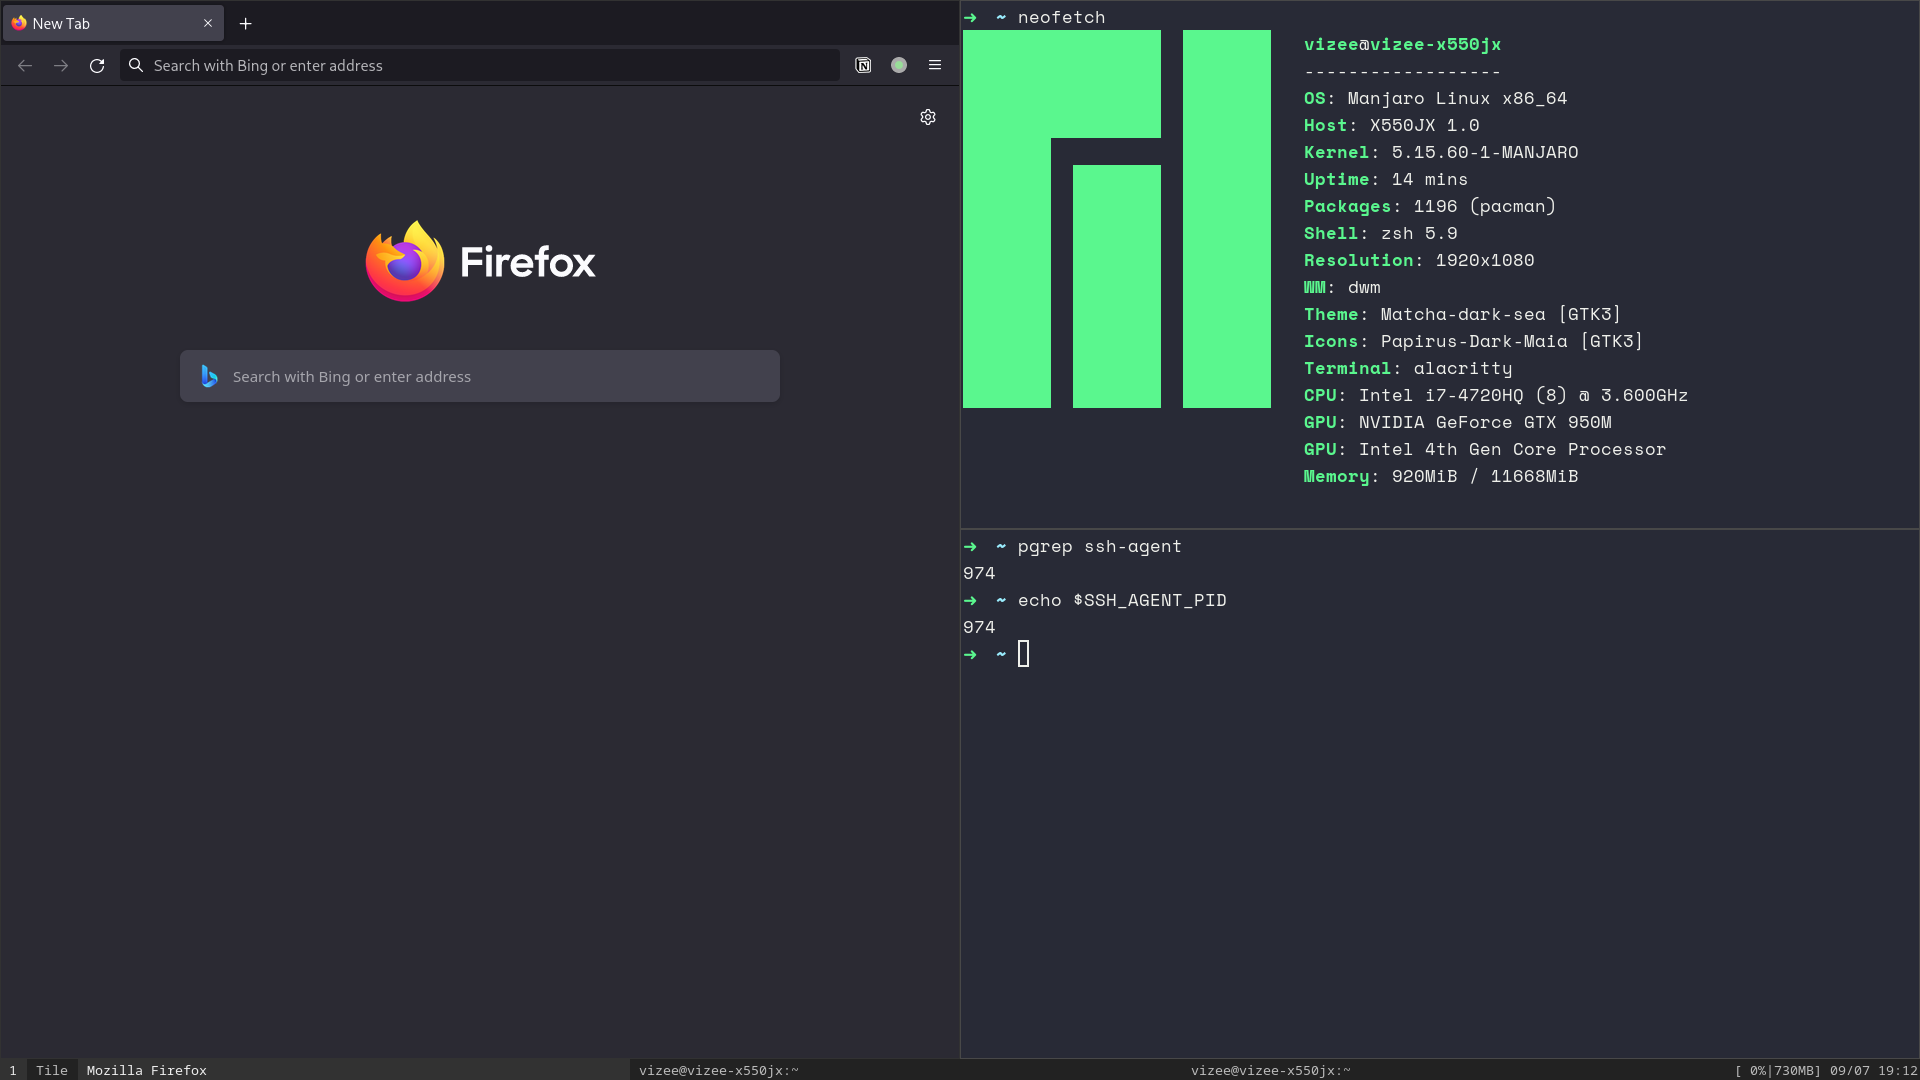 New Tab
Search with Bing or enter address
Firefox
Search with Bing or enter address
➜  ~ neofetch
vizee@vizee-x550jx
------------------
OS: Manjaro Linux x86_64
Host: X550JX 1.0
Kernel: 5.15.60-1-MANJARO
Uptime: 14 mins
Packages: 1196 (pacman)
Shell: zsh 5.9
Resolution: 1920x1080
WM: dwm
Theme: Matcha-dark-sea [GTK3]
Icons: Papirus-Dark-Maia [GTK3]
Terminal: alacritty
CPU: Intel i7-4720HQ (8) @ 3.600GHz
GPU: NVIDIA GeForce GTX 950M
GPU: Intel 4th Gen Core Processor
Memory: 920MiB / 11668MiB
➜  ~ pgrep ssh-agent
974
➜  ~ echo $SSH_AGENT_PID
974
➜  ~
1 Tile Mozilla Firefox vizee@vizee-x550jx:~ vizee@vizee-x550jx:~ [ 0%|730MB] 09/07 19:12